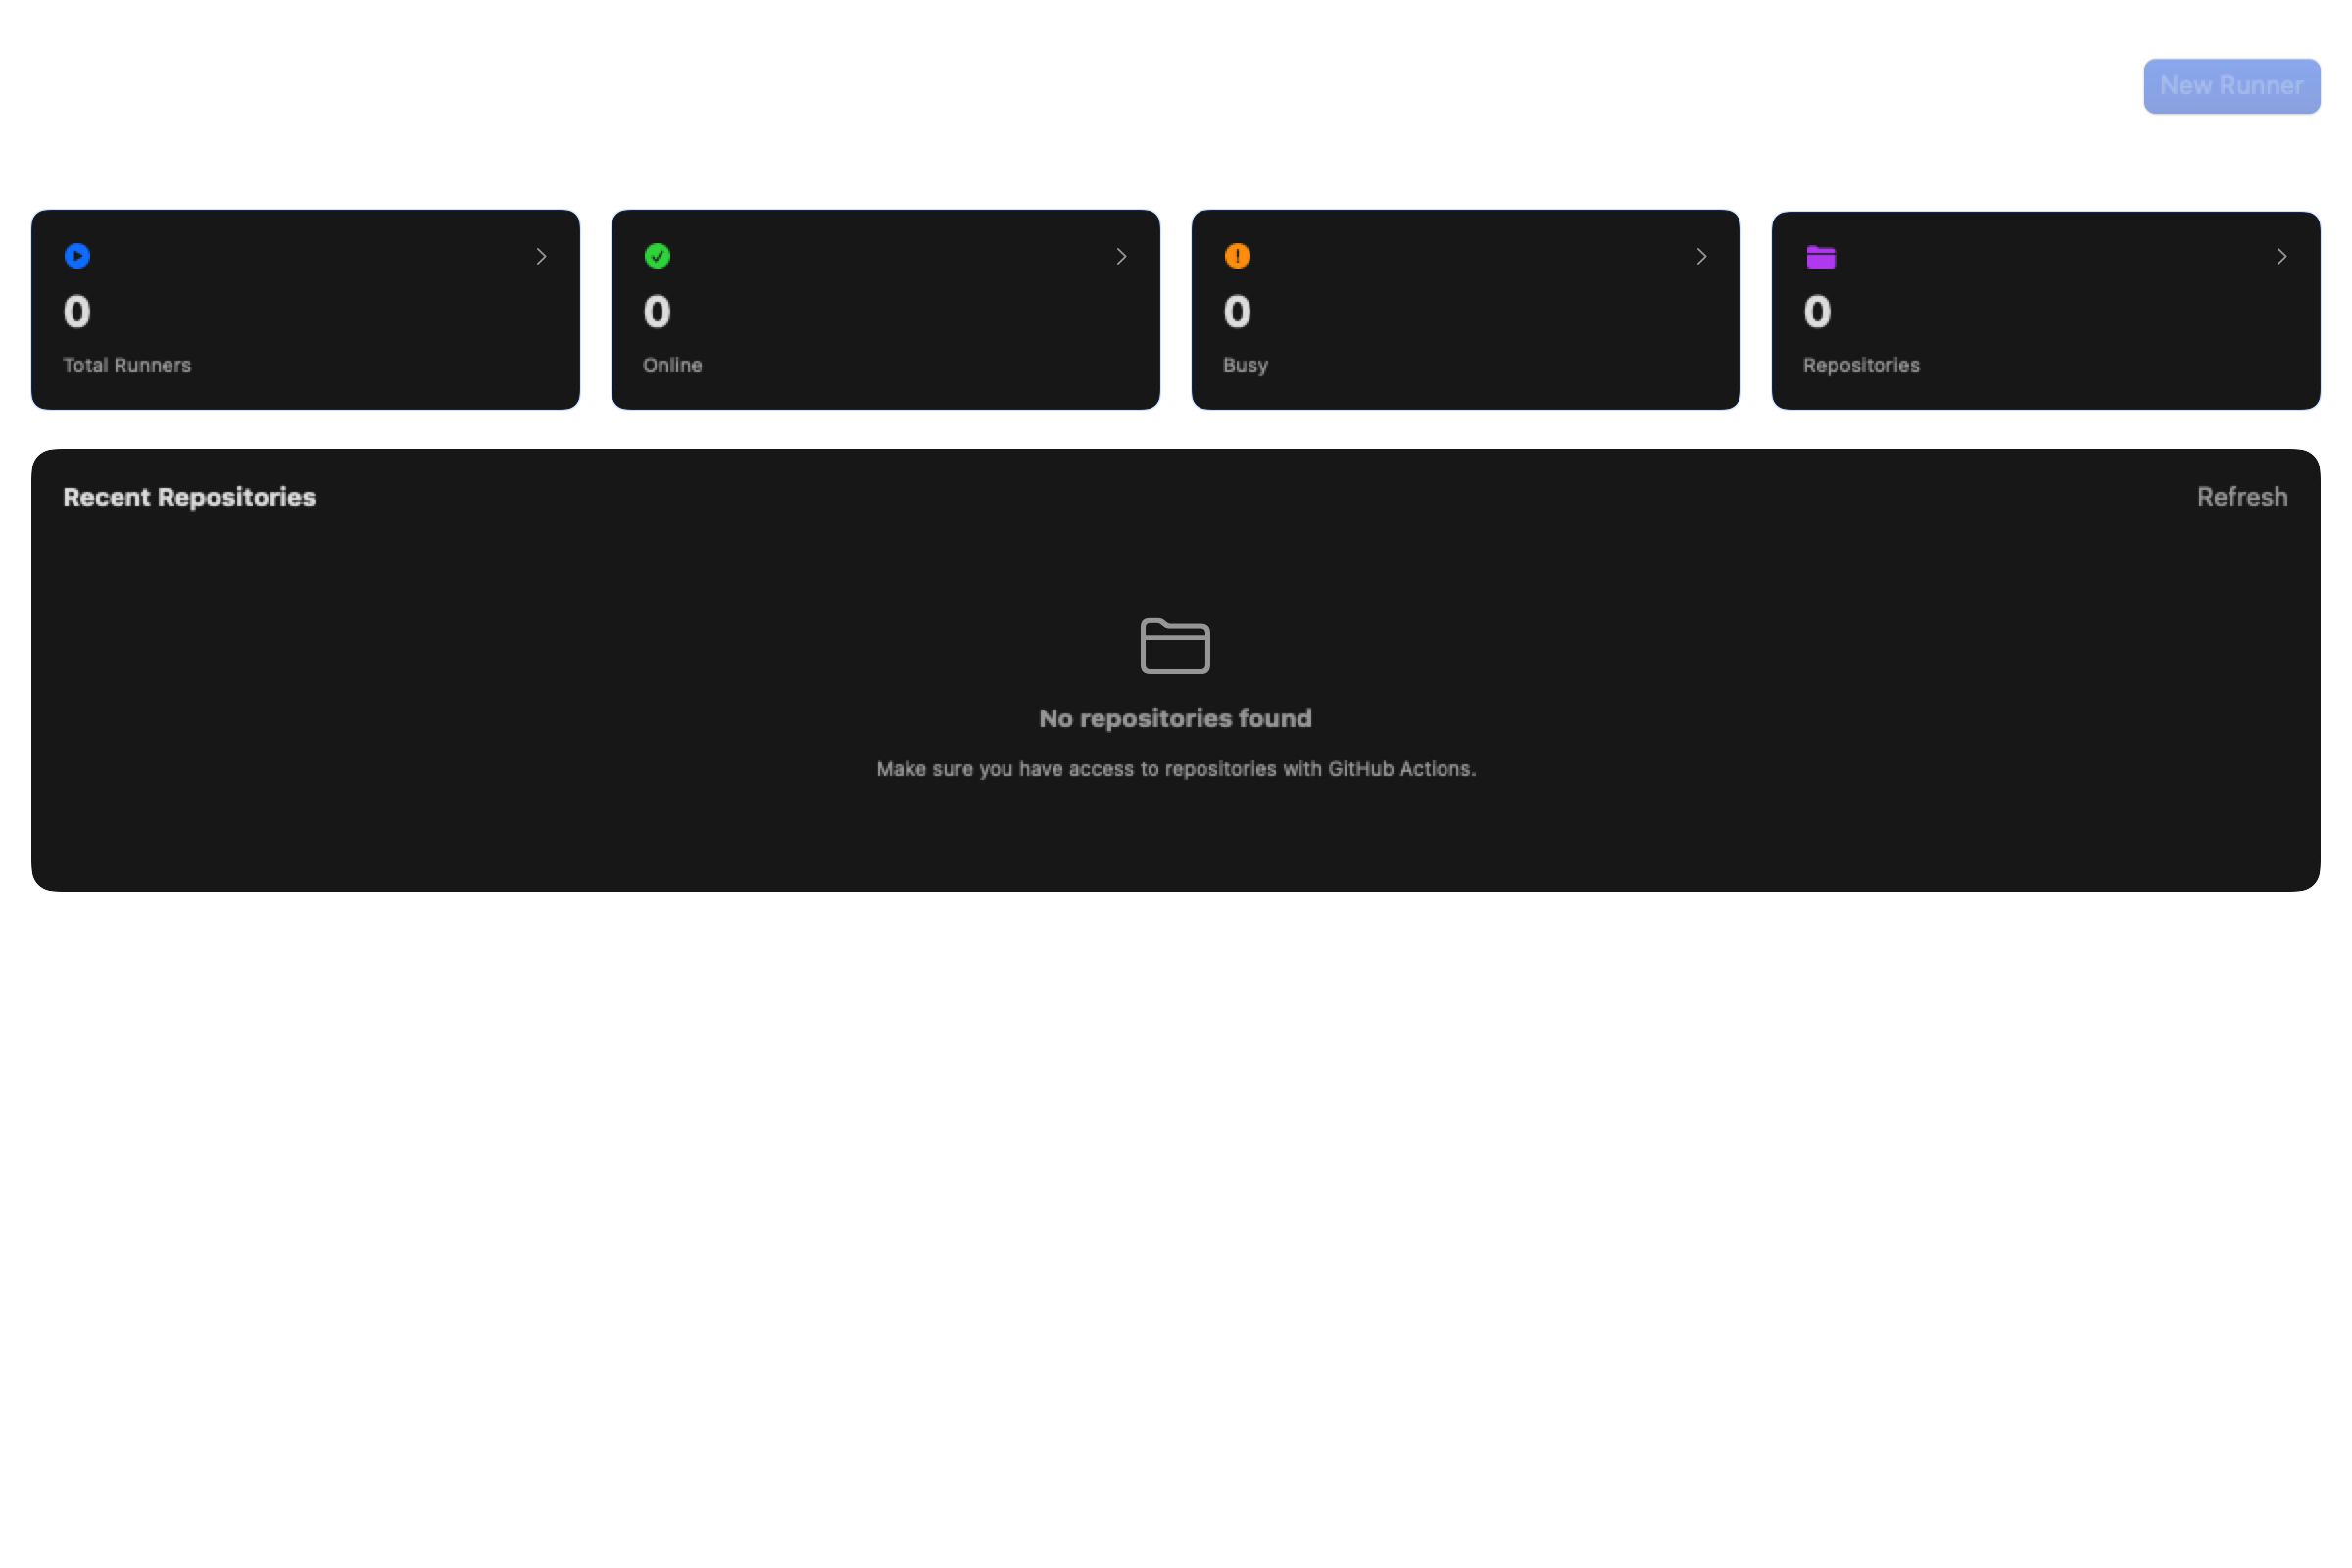 New Runner
0
Total Runners
0
Online
0
Busy
0
Repositories
Recent Repositories
Refresh
No repositories found
Make sure you have access to repositories with GitHub Actions.